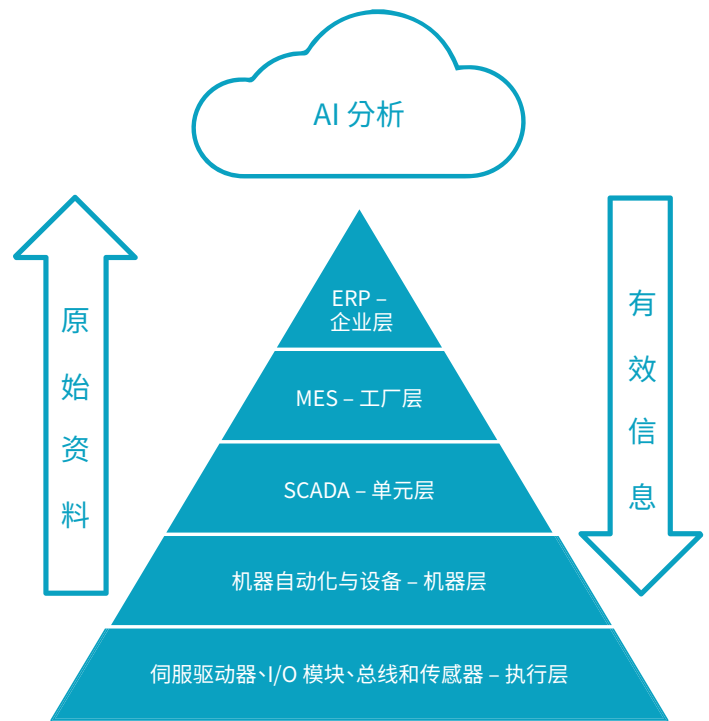 AI 分析
原始资料
有效信息
ERP –
企业层
MES – 工厂层
SCADA – 单元层
机器自动化与设备 – 机器层
伺服驱动器、I/O 模块、总线和传感器 – 执行层